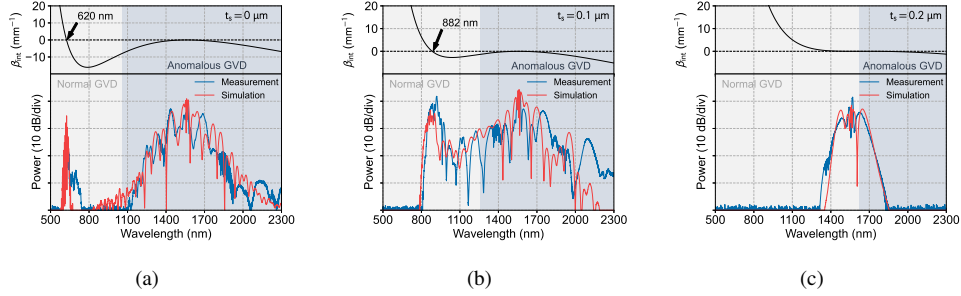 620 nm
t_s = 0 μm
β_int (mm⁻¹)
20
10
0
−10
Anomalous GVD
Normal GVD
Measurement
Simulation
Power (10 dB/div)
500 800 1100 1400 1700 2000 2300
Wavelength (nm)
(a)
882 nm
t_s = 0.1 μm
β_int (mm⁻¹)
20
10
0
Anomalous GVD
Normal GVD
Measurement
Simulation
Power (10 dB/div)
500 800 1100 1400 1700 2000 2300
Wavelength (nm)
(b)
t_s = 0.2 μm
β_int (mm⁻¹)
20
10
0
Anomalous GVD
Normal GVD
Measurement
Simulation
Power (10 dB/div)
500 800 1100 1400 1700 2000 2300
Wavelength (nm)
(c)